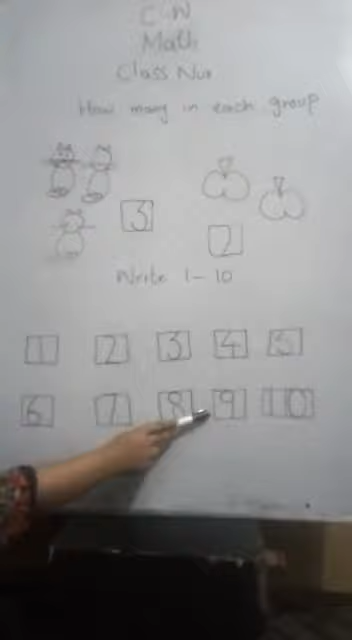 C W
Math
Class Nur
How many in each group
3
2
Write 1-10
1 2 3 4 5
6 7 8 9 10